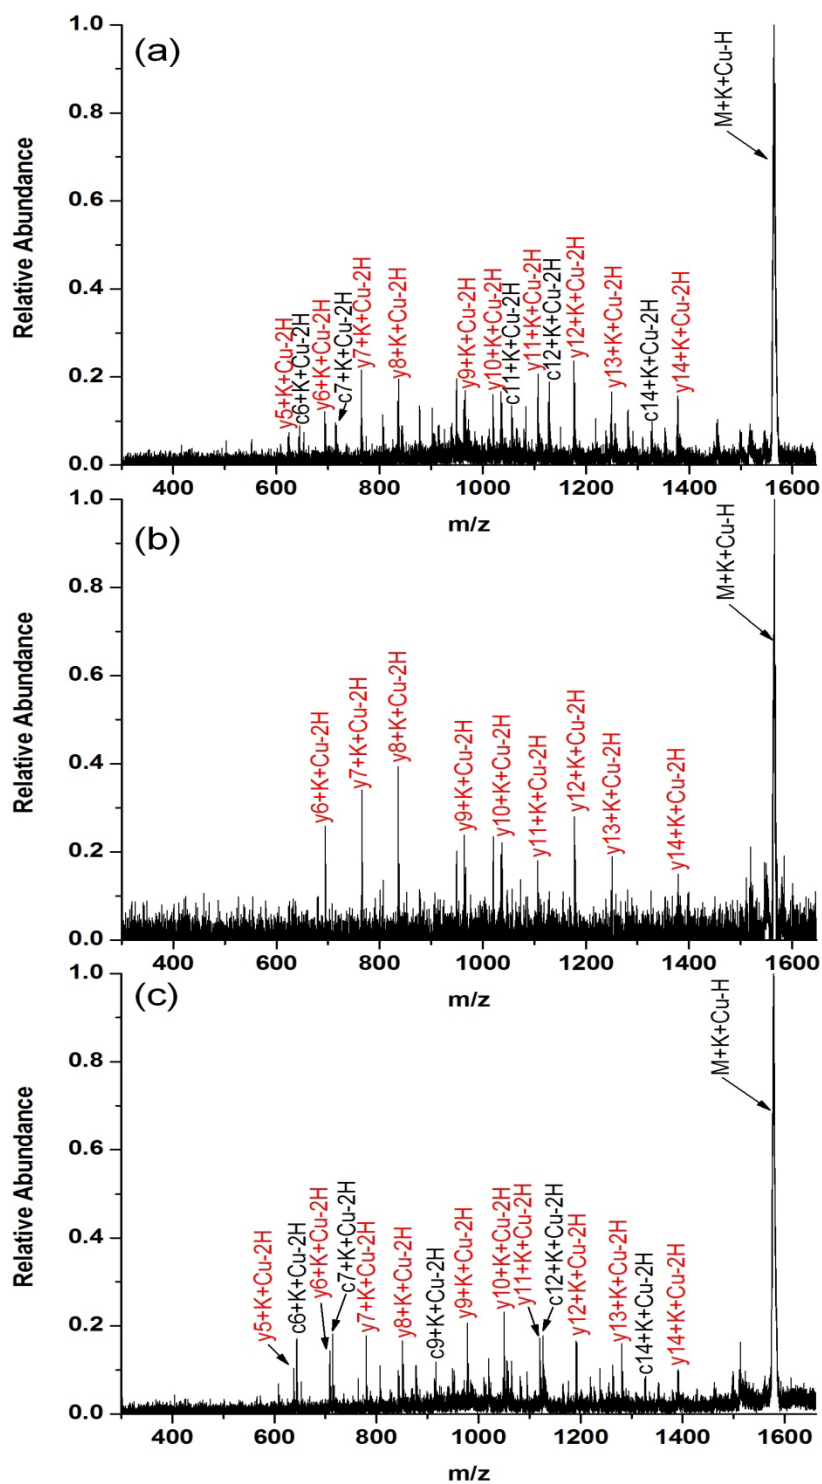 (a)
Relative Abundance
1.0
0.8
0.6
0.4
0.2
0.0
y5+K+Cu-2H
c6+K+Cu-2H
y6+K+Cu-2H
c7+K+Cu-2H
y7+K+Cu-2H
y8+K+Cu-2H
y9+K+Cu-2H
y10+K+Cu-2H
c11+K+Cu-2H
y11+K+Cu-2H
c12+K+Cu-2H
y12+K+Cu-2H
y13+K+Cu-2H
c14+K+Cu-2H
y14+K+Cu-2H
M+K+Cu-H
400 600 800 1000 1200 1400 1600
m/z
(b)
Relative Abundance
1.0
0.8
0.6
0.4
0.2
0.0
y6+K+Cu-2H
y7+K+Cu-2H
y8+K+Cu-2H
y9+K+Cu-2H
y10+K+Cu-2H
y11+K+Cu-2H
y12+K+Cu-2H
y13+K+Cu-2H
y14+K+Cu-2H
M+K+Cu-H
400 600 800 1000 1200 1400 1600
m/z
(c)
Relative Abundance
1.0
0.8
0.6
0.4
0.2
0.0
y5+K+Cu-2H
c6+K+Cu-2H
y6+K+Cu-2H
c7+K+Cu-2H
y7+K+Cu-2H
y8+K+Cu-2H
c9+K+Cu-2H
y9+K+Cu-2H
y10+K+Cu-2H
y11+K+Cu-2H
c12+K+Cu-2H
y12+K+Cu-2H
y13+K+Cu-2H
c14+K+Cu-2H
y14+K+Cu-2H
M+K+Cu-H
400 600 800 1000 1200 1400 1600
m/z